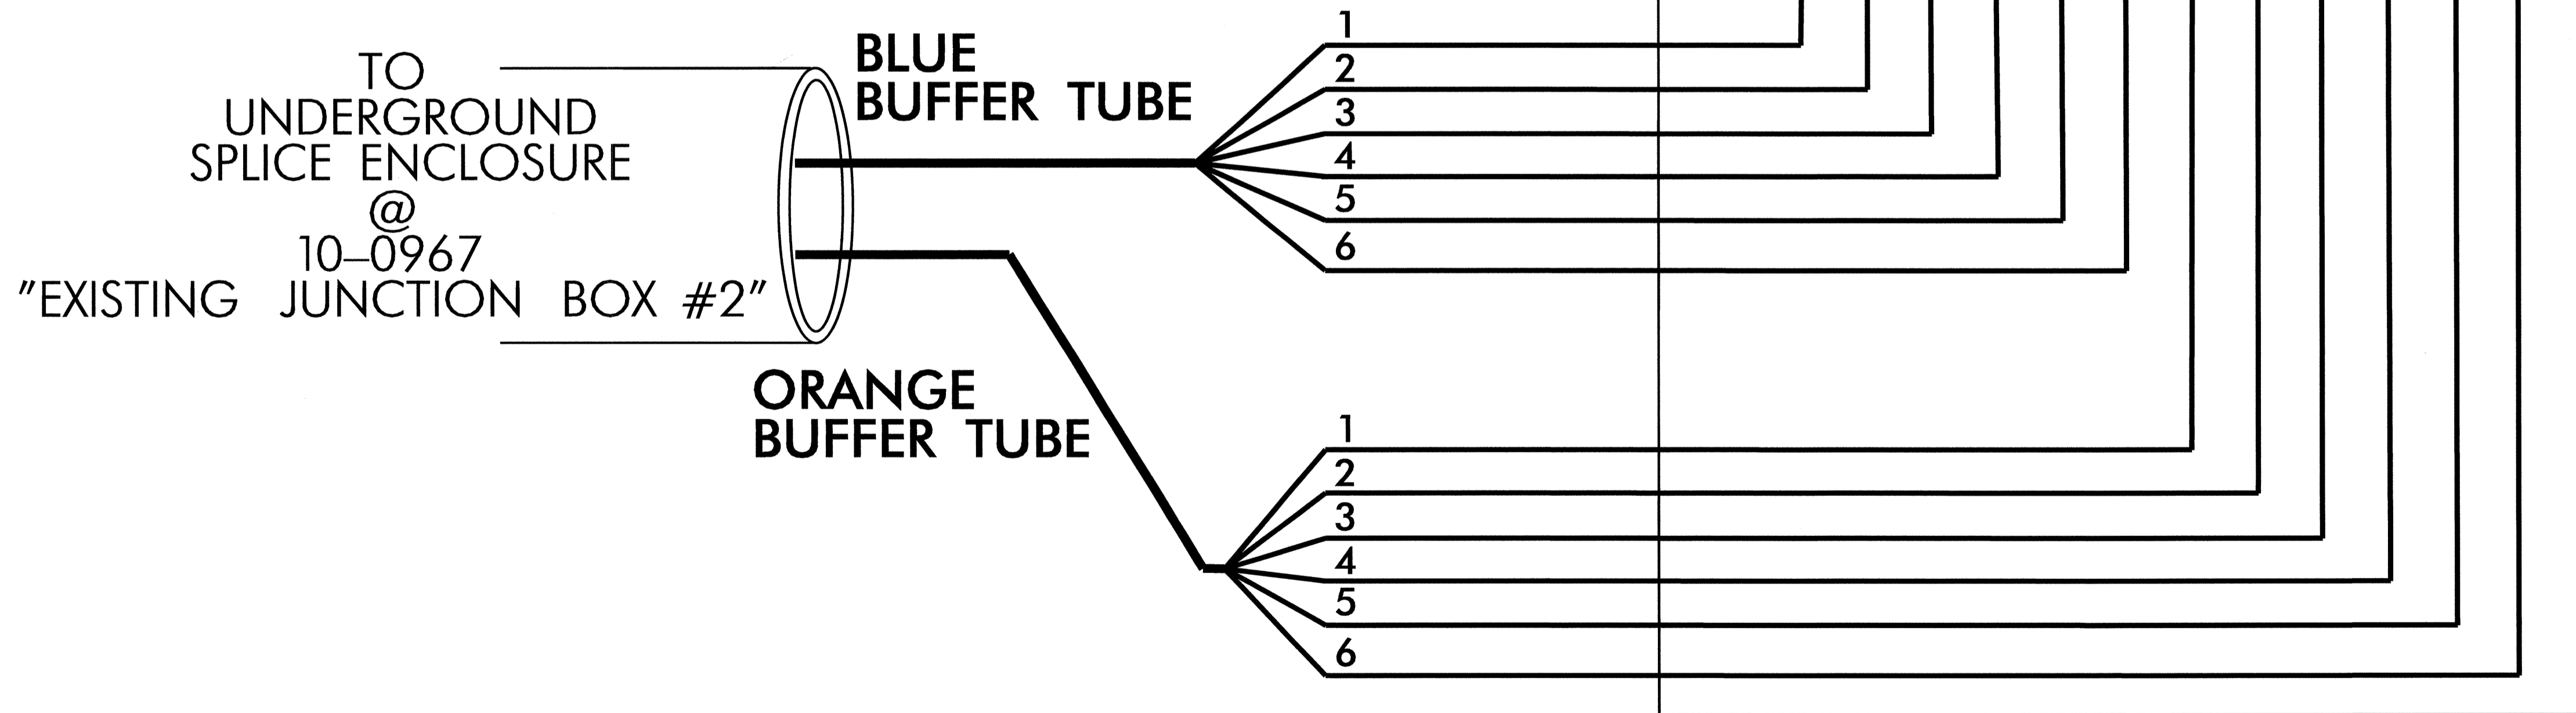 TO
UNDERGROUND
SPLICE ENCLOSURE
@
10–0967
"EXISTING JUNCTION BOX #2"
BLUE
BUFFER TUBE
1
2
3
4
5
6
ORANGE
BUFFER TUBE
1
2
3
4
5
6